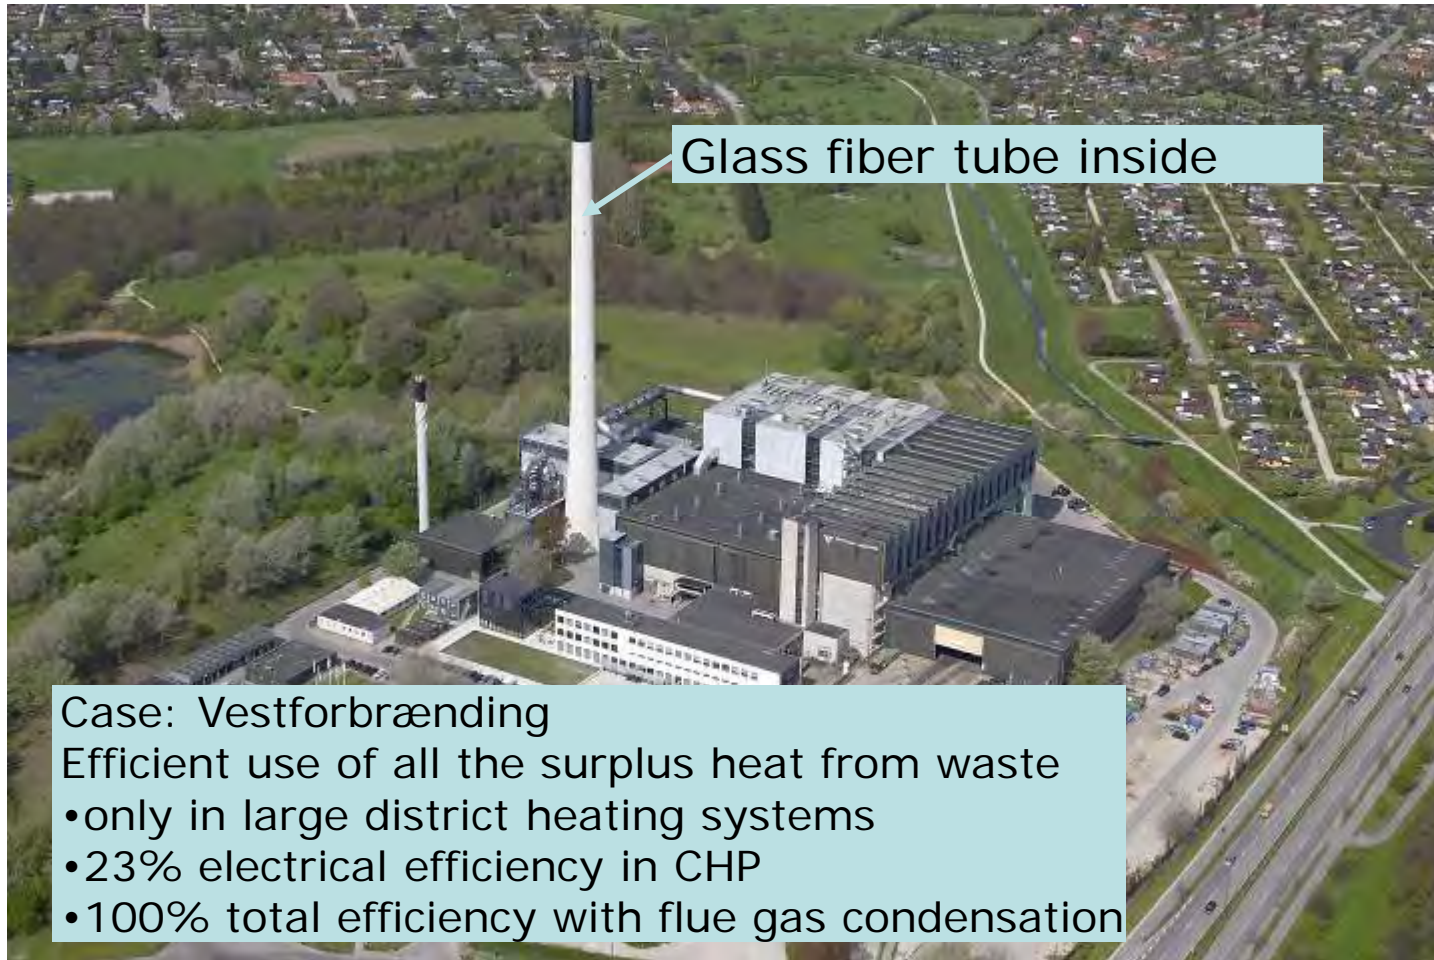 Glass fiber tube inside
Case: Vestforbrænding
Efficient use of all the surplus heat from waste
•only in large district heating systems
•23% electrical efficiency in CHP
•100% total efficiency with flue gas condensation